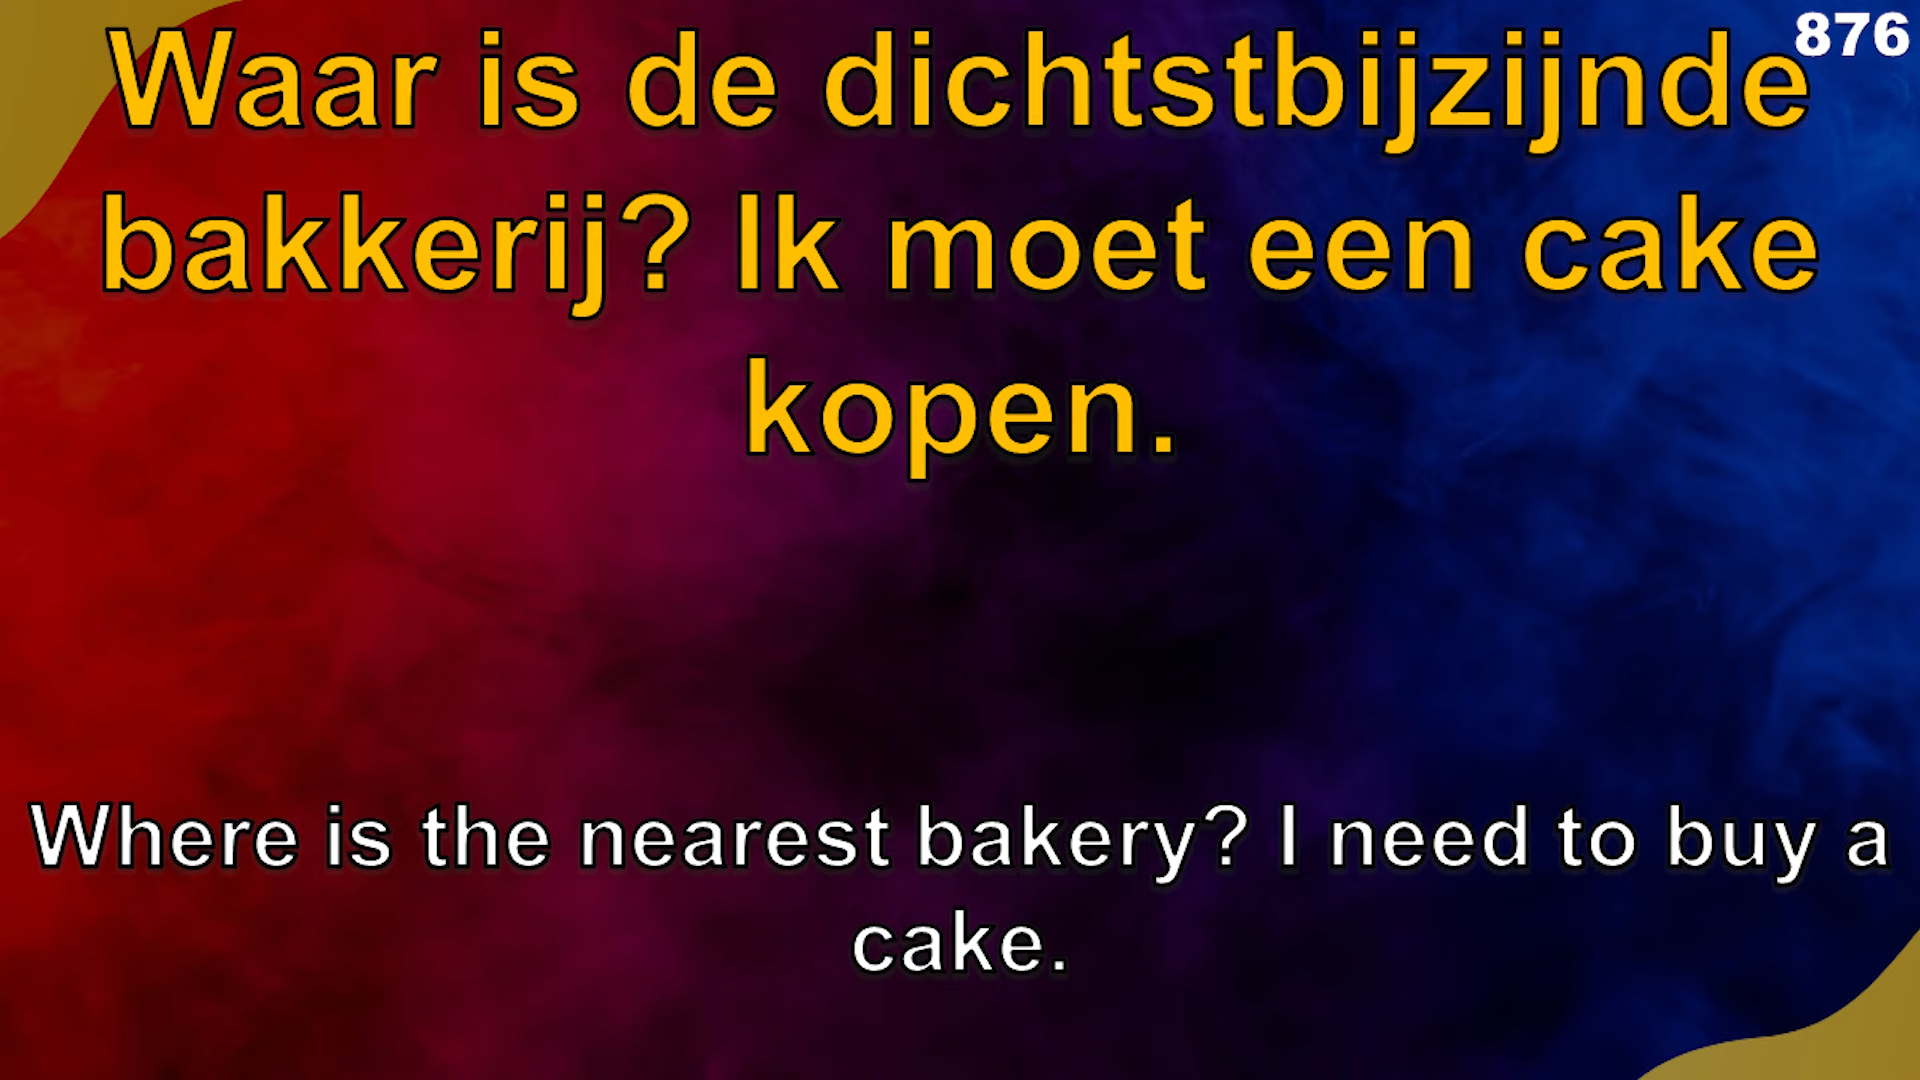 876
Waar is de dichtstbijzijnde
bakkerij? Ik moet een cake
kopen.
Where is the nearest bakery? I need to buy a
cake.